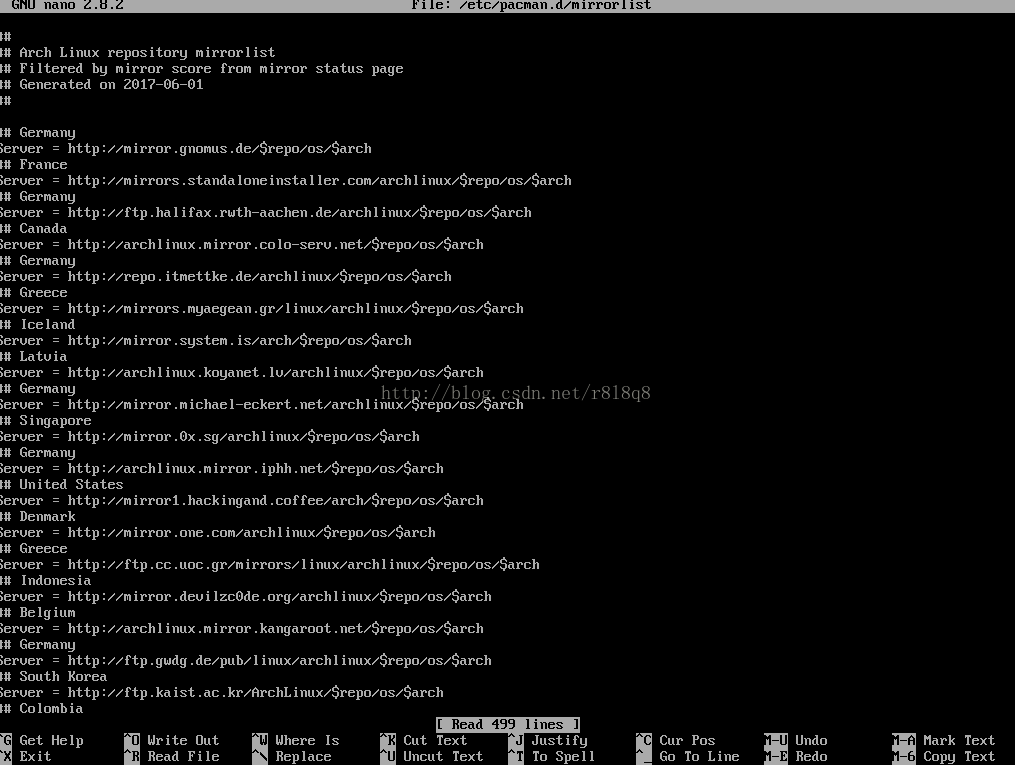 GNU nano 2.8.2 File: /etc/pacman.d/mirrorlist
##
## Arch Linux repository mirrorlist
## Filtered by mirror score from mirror status page
## Generated on 2017-06-01
##
## Germany
Server = http://mirror.gnomus.de/$repo/os/$arch
## France
Server = http://mirrors.standaloneinstaller.com/archlinux/$repo/os/$arch
## Germany
Server = http://ftp.halifax.rwth-aachen.de/archlinux/$repo/os/$arch
## Canada
Server = http://archlinux.mirror.colo-serv.net/$repo/os/$arch
## Germany
Server = http://repo.itmettke.de/archlinux/$repo/os/$arch
## Greece
Server = http://mirrors.myaegean.gr/linux/archlinux/$repo/os/$arch
## Iceland
Server = http://mirror.system.is/arch/$repo/os/$arch
## Latvia
Server = http://archlinux.koyanet.lv/archlinux/$repo/os/$arch
## Germany
http://blog.csdn.net/r818q8
Server = http://mirror.michael-eckert.net/archlinux/$repo/os/$arch
## Singapore
Server = http://mirror.0x.sg/archlinux/$repo/os/$arch
## Germany
Server = http://archlinux.mirror.iphh.net/$repo/os/$arch
## United States
Server = http://mirror1.hackingand.coffee/arch/$repo/os/$arch
## Denmark
Server = http://mirror.one.com/archlinux/$repo/os/$arch
## Greece
Server = http://ftp.cc.uoc.gr/mirrors/linux/archlinux/$repo/os/$arch
## Indonesia
Server = http://mirror.devilzc0de.org/archlinux/$repo/os/$arch
## Belgium
Server = http://archlinux.mirror.kangaroot.net/$repo/os/$arch
## Germany
Server = http://ftp.gwdg.de/pub/linux/archlinux/$repo/os/$arch
## South Korea
Server = http://ftp.kaist.ac.kr/ArchLinux/$repo/os/$arch
## Colombia
[ Read 499 lines ]
^G Get Help ^O Write Out ^W Where Is ^K Cut Text ^J Justify ^C Cur Pos M-U Undo M-A Mark Text
^X Exit ^R Read File ^\ Replace ^U Uncut Text ^T To Spell ^_ Go To Line M-E Redo M-6 Copy Text